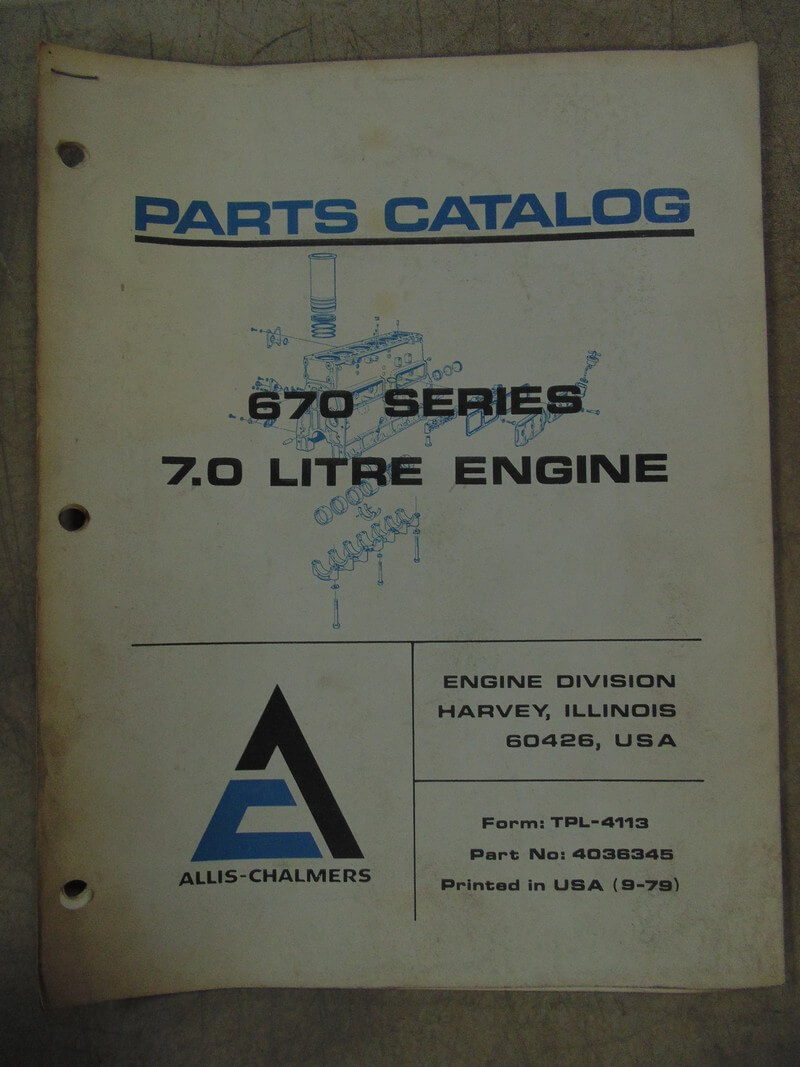 PARTS CATALOG
670 SERIES
7.0 LITRE ENGINE
ENGINE DIVISION
HARVEY, ILLINOIS
60426, USA
ALLIS-CHALMERS
Form: TPL-4113
Part No: 4036345
Printed in USA (9-79)